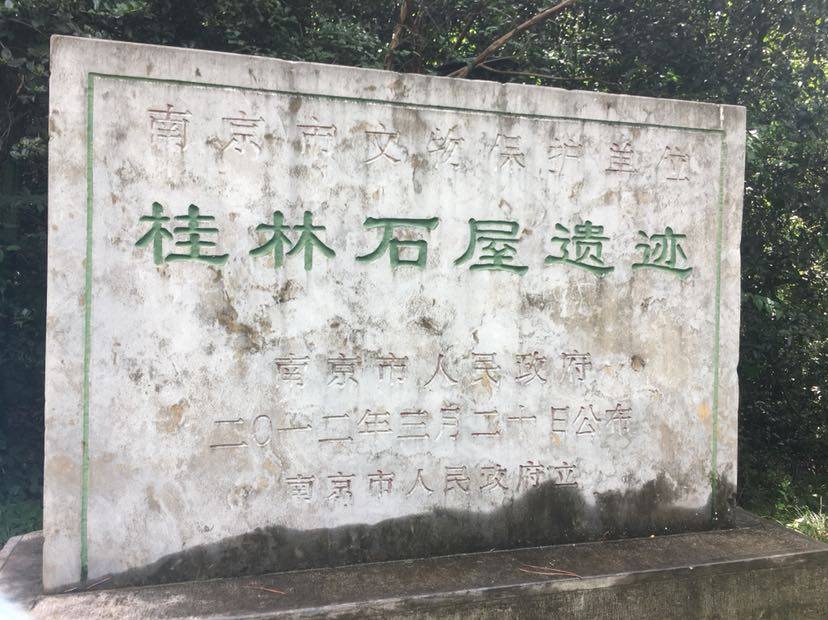 南京市文物保护单位
桂林石屋遗迹
南京市人民政府
二〇一二年三月二十日公布
南京市人民政府立